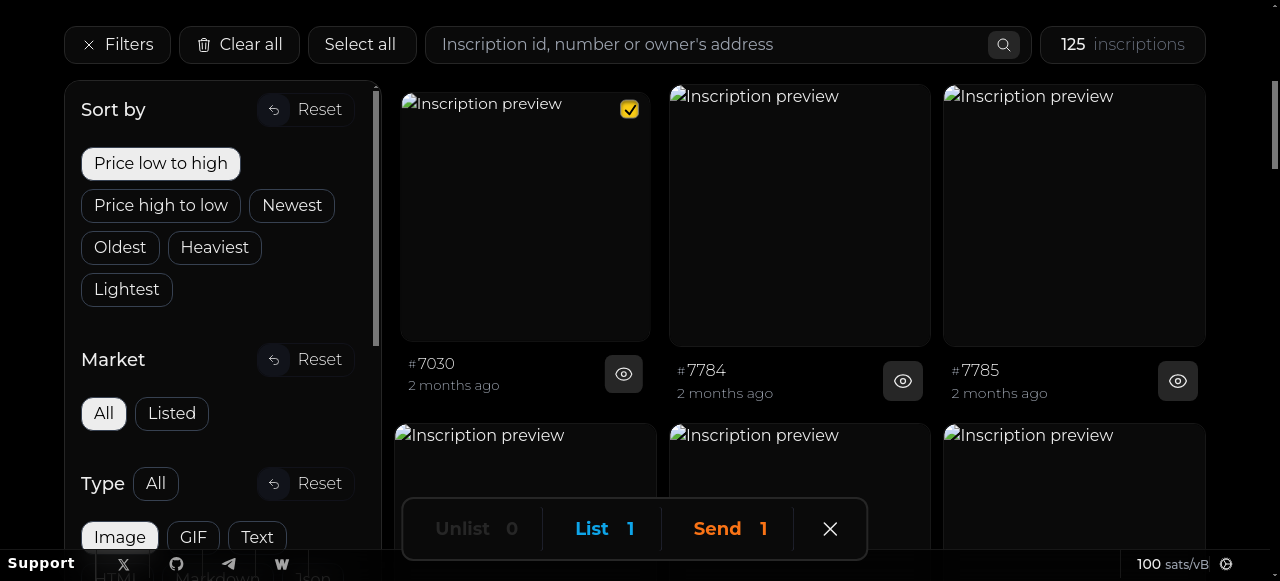 Filters
Clear all
Select all
Inscription id, number or owner's address
125 inscriptions
Sort by
Reset
Price low to high
Price high to low
Newest
Oldest
Heaviest
Lightest
Market
Reset
All
Listed
Type
All
Reset
Image
GIF
Text
HTML
Markdown
Json
Inscription preview
#7030
2 months ago
Inscription preview
#7784
2 months ago
Inscription preview
#7785
2 months ago
Inscription preview
Inscription preview
Inscription preview
Unlist 0
List 1
Send 1
Support
100 sats/vB